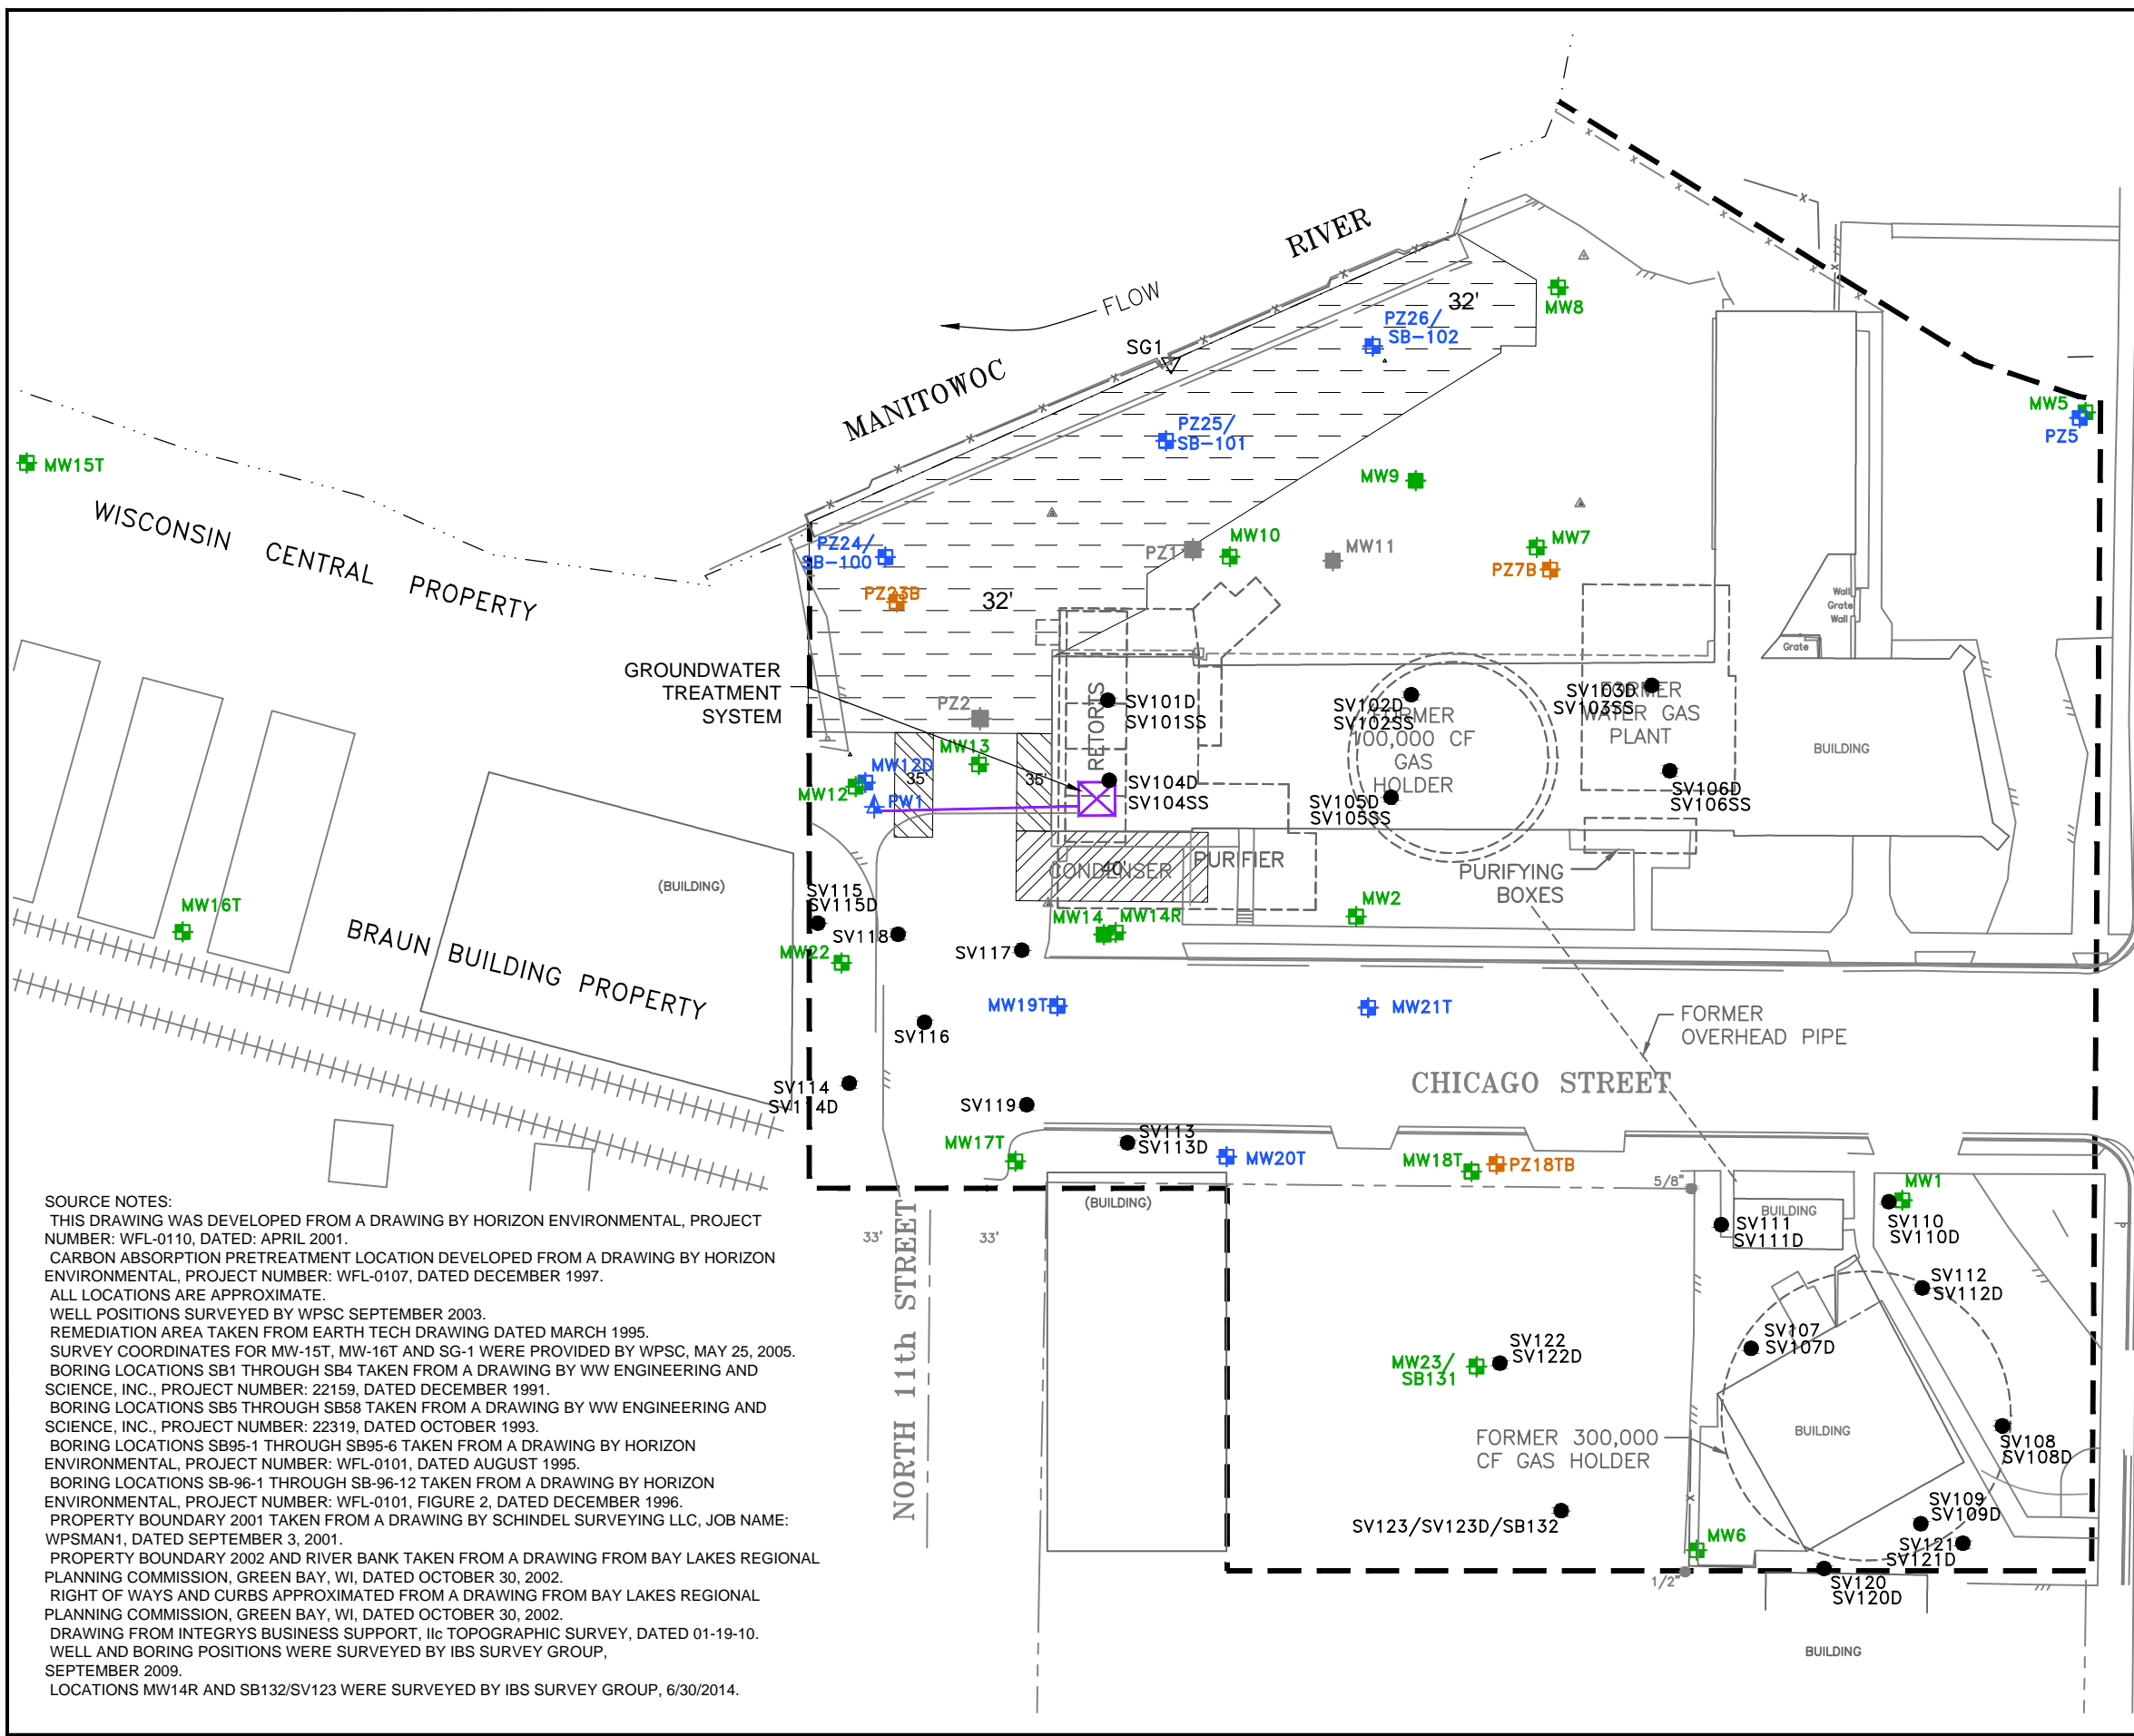 RIVER
FLOW
MANITOWOC
SG1
32'
PZ26/
SB-102
MW8
PZ25/
SB-101
MW5
PZ5
MW15T
WISCONSIN CENTRAL PROPERTY
MW9
PZ24/
SB-100
PZ1
MW10
MW11
MW7
PZ7B
PZ23B
32'
Wall
Grate
Wall
Grate
GROUNDWATER
TREATMENT
SYSTEM
PZ2
RETORTS
SV101D
SV101SS
SV102D
SV102SS
FORMER
100,000 CF
GAS
HOLDER
SV103D
SV103SS
FORMER
WATER GAS
PLANT
BUILDING
MW13
MW12D
MW12
PW1
35'
35'
SV104D
SV104SS
SV105D
SV105SS
SV106D
SV106SS
CONDENSER
40'
PURIFIER
PURIFYING
BOXES
(BUILDING)
MW16T
BRAUN BUILDING PROPERTY
SV115
SV115D
SV118
MW22
SV117
MW14
MW14R
MW2
MW19T
MW21T
SV116
FORMER
OVERHEAD PIPE
CHICAGO STREET
SV114
SV114D
SV119
SV113
SV113D
MW17T
MW20T
MW18T
PZ18TB
5/8"
(BUILDING)
MW1
SV110
SV110D
BUILDING
SV111
SV111D
33'
33'
NORTH 11th STREET
SV112
SV112D
SV107
SV107D
SV122
SV122D
MW23/
SB131
FORMER 300,000
CF GAS HOLDER
BUILDING
SV108
SV108D
SV109
SV109D
SV123/SV123D/SB132
SV121
SV121D
MW6
1/2"
SV120
SV120D
BUILDING
SOURCE NOTES:
THIS DRAWING WAS DEVELOPED FROM A DRAWING BY HORIZON ENVIRONMENTAL, PROJECT
NUMBER: WFL-0110, DATED: APRIL 2001.
CARBON ABSORPTION PRETREATMENT LOCATION DEVELOPED FROM A DRAWING BY HORIZON
ENVIRONMENTAL, PROJECT NUMBER: WFL-0107, DATED DECEMBER 1997.
ALL LOCATIONS ARE APPROXIMATE.
WELL POSITIONS SURVEYED BY WPSC SEPTEMBER 2003.
REMEDIATION AREA TAKEN FROM EARTH TECH DRAWING DATED MARCH 1995.
SURVEY COORDINATES FOR MW-15T, MW-16T AND SG-1 WERE PROVIDED BY WPSC, MAY 25, 2005.
BORING LOCATIONS SB1 THROUGH SB4 TAKEN FROM A DRAWING BY WW ENGINEERING AND
SCIENCE, INC., PROJECT NUMBER: 22159, DATED DECEMBER 1991.
BORING LOCATIONS SB5 THROUGH SB58 TAKEN FROM A DRAWING BY WW ENGINEERING AND
SCIENCE, INC., PROJECT NUMBER: 22319, DATED OCTOBER 1993.
BORING LOCATIONS SB95-1 THROUGH SB95-6 TAKEN FROM A DRAWING BY HORIZON
ENVIRONMENTAL, PROJECT NUMBER: WFL-0101, DATED AUGUST 1995.
BORING LOCATIONS SB-96-1 THROUGH SB-96-12 TAKEN FROM A DRAWING BY HORIZON
ENVIRONMENTAL, PROJECT NUMBER: WFL-0101, FIGURE 2, DATED DECEMBER 1996.
PROPERTY BOUNDARY 2001 TAKEN FROM A DRAWING BY SCHINDEL SURVEYING LLC, JOB NAME:
WPSMAN1, DATED SEPTEMBER 3, 2001.
PROPERTY BOUNDARY 2002 AND RIVER BANK TAKEN FROM A DRAWING FROM BAY LAKES REGIONAL
PLANNING COMMISSION, GREEN BAY, WI, DATED OCTOBER 30, 2002.
RIGHT OF WAYS AND CURBS APPROXIMATED FROM A DRAWING FROM BAY LAKES REGIONAL
PLANNING COMMISSION, GREEN BAY, WI, DATED OCTOBER 30, 2002.
DRAWING FROM INTEGRYS BUSINESS SUPPORT, llc TOPOGRAPHIC SURVEY, DATED 01-19-10.
WELL AND BORING POSITIONS WERE SURVEYED BY IBS SURVEY GROUP,
SEPTEMBER 2009.
LOCATIONS MW14R AND SB132/SV123 WERE SURVEYED BY IBS SURVEY GROUP, 6/30/2014.